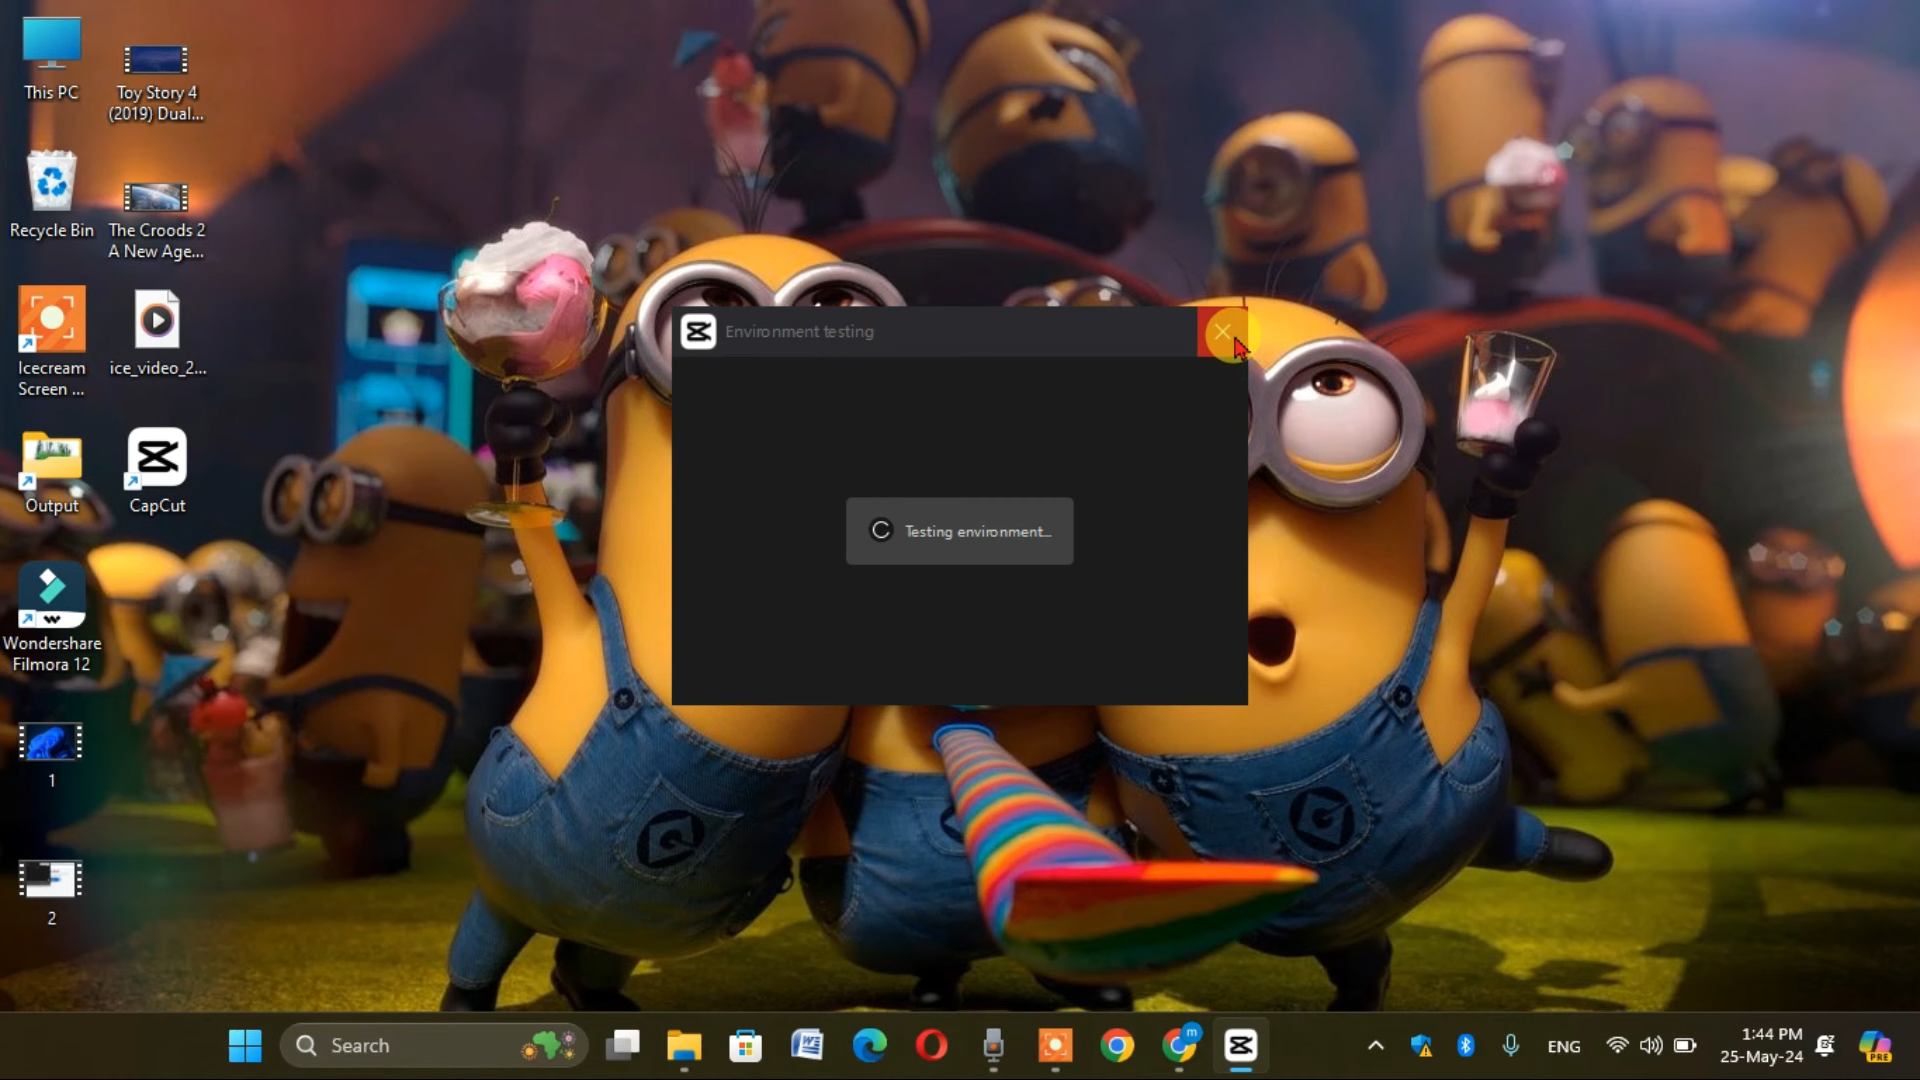 This PC
Toy Story 4
(2019) Dual...
Recycle Bin
The Croods 2
A New Age...
Icecream
Screen ...
ice_video_2...
Output
CapCut
Wondershare
Filmora 12
1
2
Environment testing
Testing environment...
Search
m
ENG
1:44 PM
25-May-24
PRE